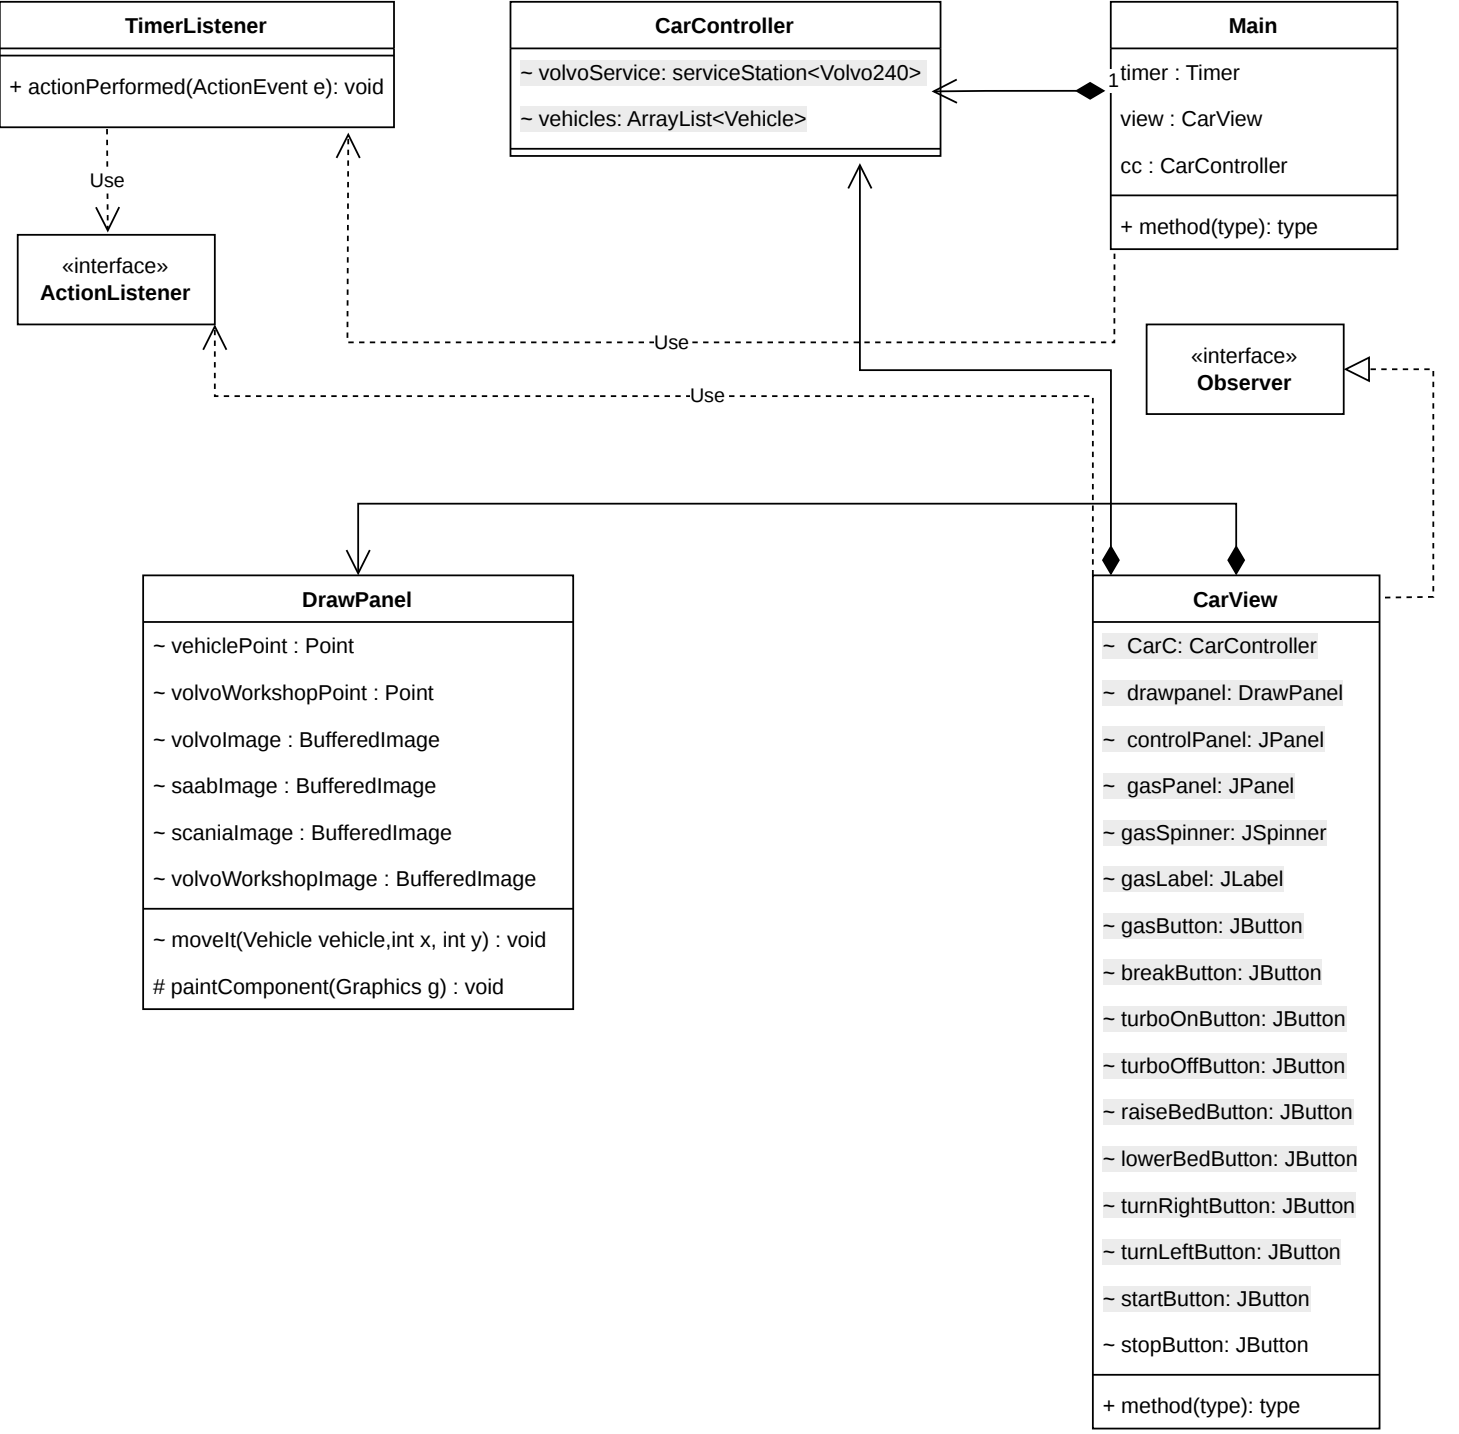 TimerListener
+ actionPerformed(ActionEvent e): void
CarController
~ volvoService: serviceStation<Volvo240>
~ vehicles: ArrayList<Vehicle>
Main
1
timer : Timer
view : CarView
cc : CarController
+ method(type): type
Use
«interface»
ActionListener
Use
«interface»
Observer
Use
DrawPanel
~ vehiclePoint : Point
~ volvoWorkshopPoint : Point
~ volvoImage : BufferedImage
~ saabImage : BufferedImage
~ scaniaImage : BufferedImage
~ volvoWorkshopImage : BufferedImage
~ moveIt(Vehicle vehicle,int x, int y) : void
# paintComponent(Graphics g) : void
CarView
~  CarC: CarController
~  drawpanel: DrawPanel
~  controlPanel: JPanel
~  gasPanel: JPanel
~ gasSpinner: JSpinner
~ gasLabel: JLabel
~ gasButton: JButton
~ breakButton: JButton
~ turboOnButton: JButton
~ turboOffButton: JButton
~ raiseBedButton: JButton
~ lowerBedButton: JButton
~ turnRightButton: JButton
~ turnLeftButton: JButton
~ startButton: JButton
~ stopButton: JButton
+ method(type): type